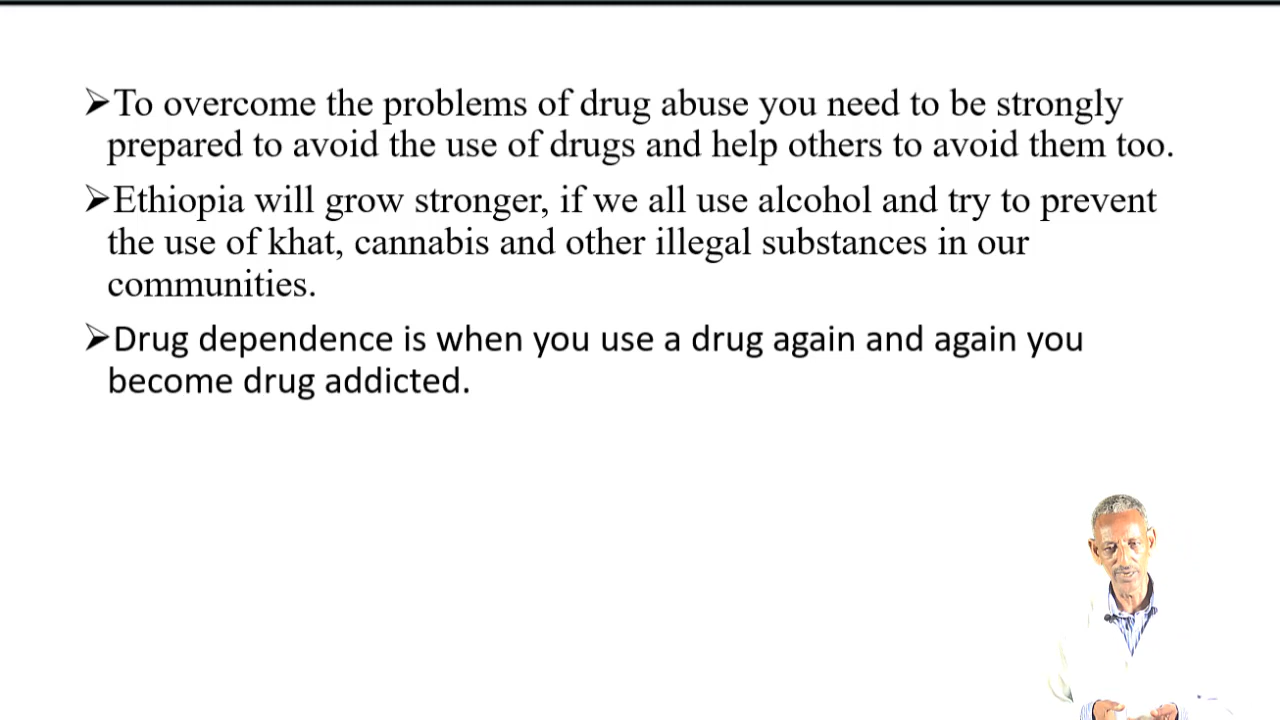 ➢To overcome the problems of drug abuse you need to be strongly
prepared to avoid the use of drugs and help others to avoid them too.
➢Ethiopia will grow stronger, if we all use alcohol and try to prevent
the use of khat, cannabis and other illegal substances in our
communities.
➢Drug dependence is when you use a drug again and again you
become drug addicted.